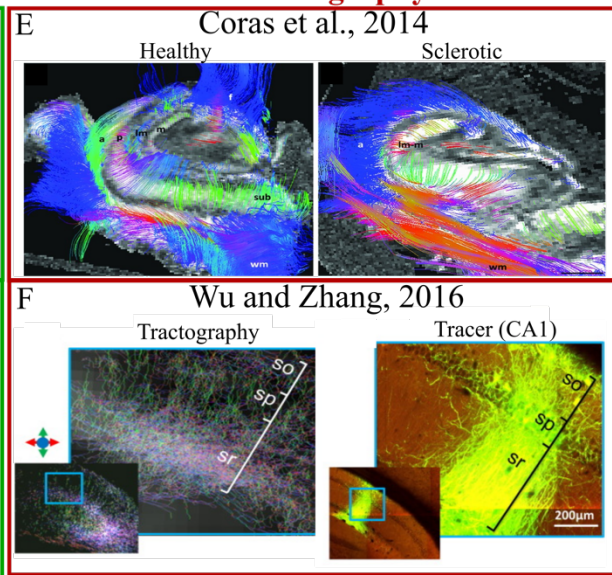 E
Coras et al., 2014
Healthy
Sclerotic
a
p
lm
m
f
sub
wm
a
lm-m
wm
F
Wu and Zhang, 2016
Tractography
Tracer (CA1)
so
sp
sr
so
sp
sr
200µm